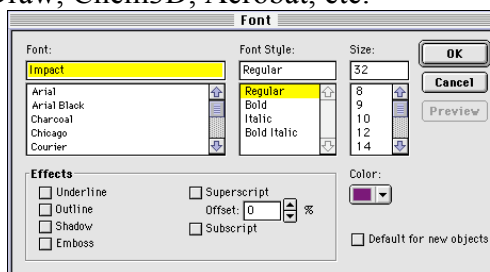 Draw, Chem3D, Acrobat, etc.
Font
Font: Font Style: Size:
Impact Regular 32 OK
Arial Regular 8 Cancel
Arial Black Bold 9
Charcoal Italic 10 Preview
Chicago Bold Italic 12
Courier 14
Effects Color:
Underline Superscript
Outline Offset: 0 %
Shadow Subscript
Emboss Default for new objects